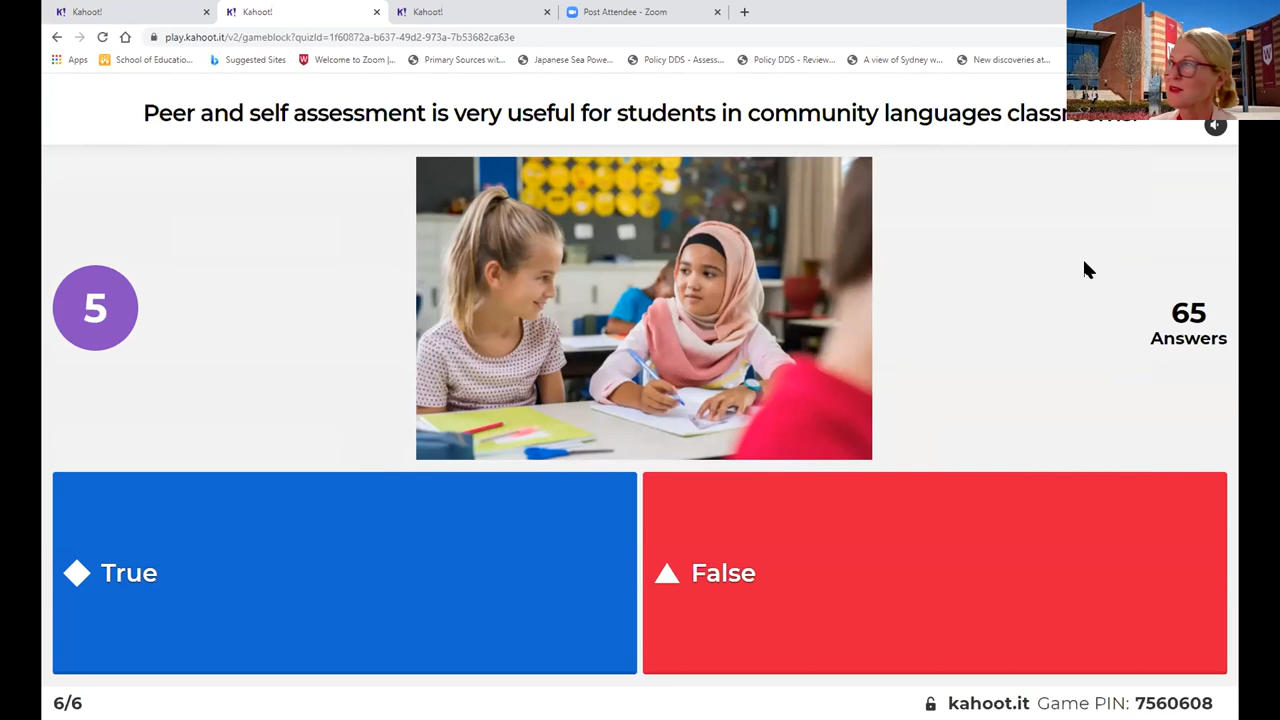 K! Kahoot!
K! Kahoot!
K! Kahoot!
Post Attendee - Zoom
play.kahoot.it/v2/gameblock?quizId=1f60872a-b637-49d2-973a-7b53682ca63e
Apps School of Educatio... Suggested Sites Welcome to Zoom |... Primary Sources wit... Japanese Sea Powe... Policy DDS - Assess... Policy DDS - Review... A view of Sydney w... New discoveries at...
Peer and self assessment is very useful for students in community languages
5
65
Answers
True
False
6/6
kahoot.it Game PIN: 7560608